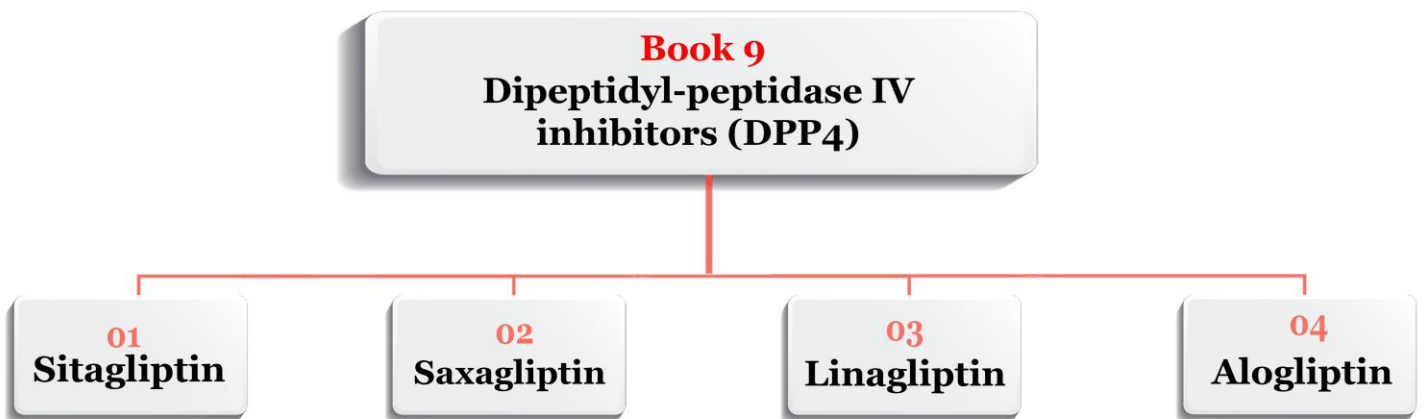 Book 9
Dipeptidyl-peptidase IV
inhibitors (DPP4)
01
Sitagliptin
02
Saxagliptin
03
Linagliptin
04
Alogliptin